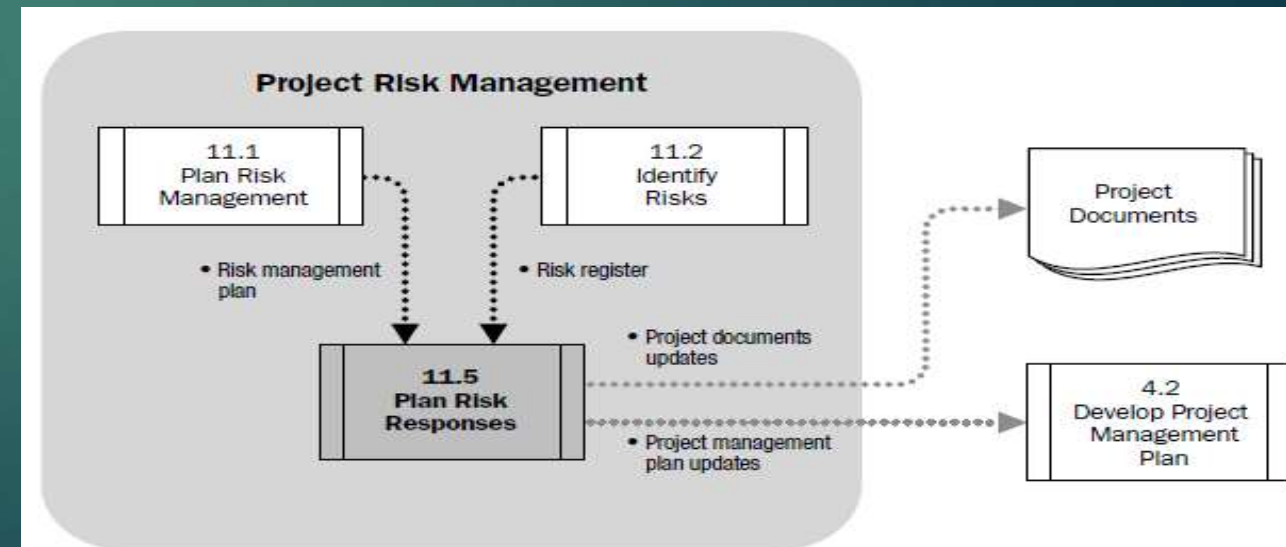 Project Risk Management
11.1
Plan Risk
Management
11.2
Identify
Risks
Project
Documents
• Risk management
plan
• Risk register
• Project documents
updates
11.5
Plan Risk
Responses
4.2
Develop Project
Management
Plan
• Project management
plan updates